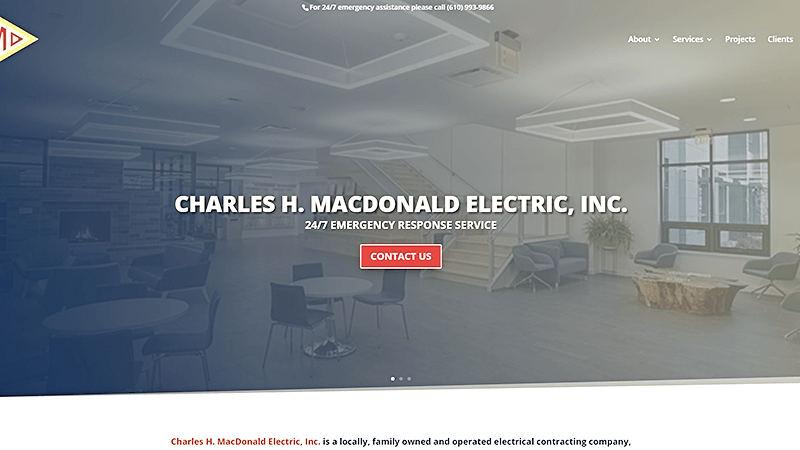 For 24/7 emergency assistance please call (610) 993-9866
About
Services
Projects
Clients
CHARLES H. MACDONALD ELECTRIC, INC.
24/7 EMERGENCY RESPONSE SERVICE
CONTACT US
Charles H. MacDonald Electric, Inc. is a locally, family owned and operated electrical contracting company,